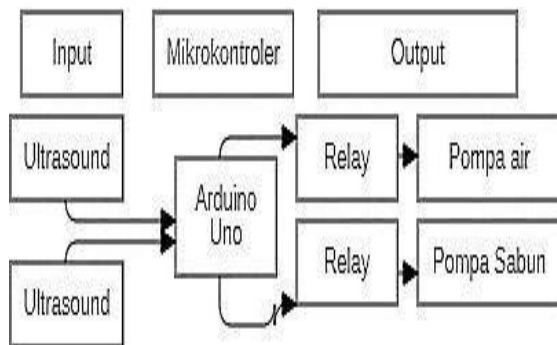 Input
Mikrokontroler
Output
Ultrasound
Arduino
Uno
Relay
Pompa air
Ultrasound
Relay
Pompa Sabun